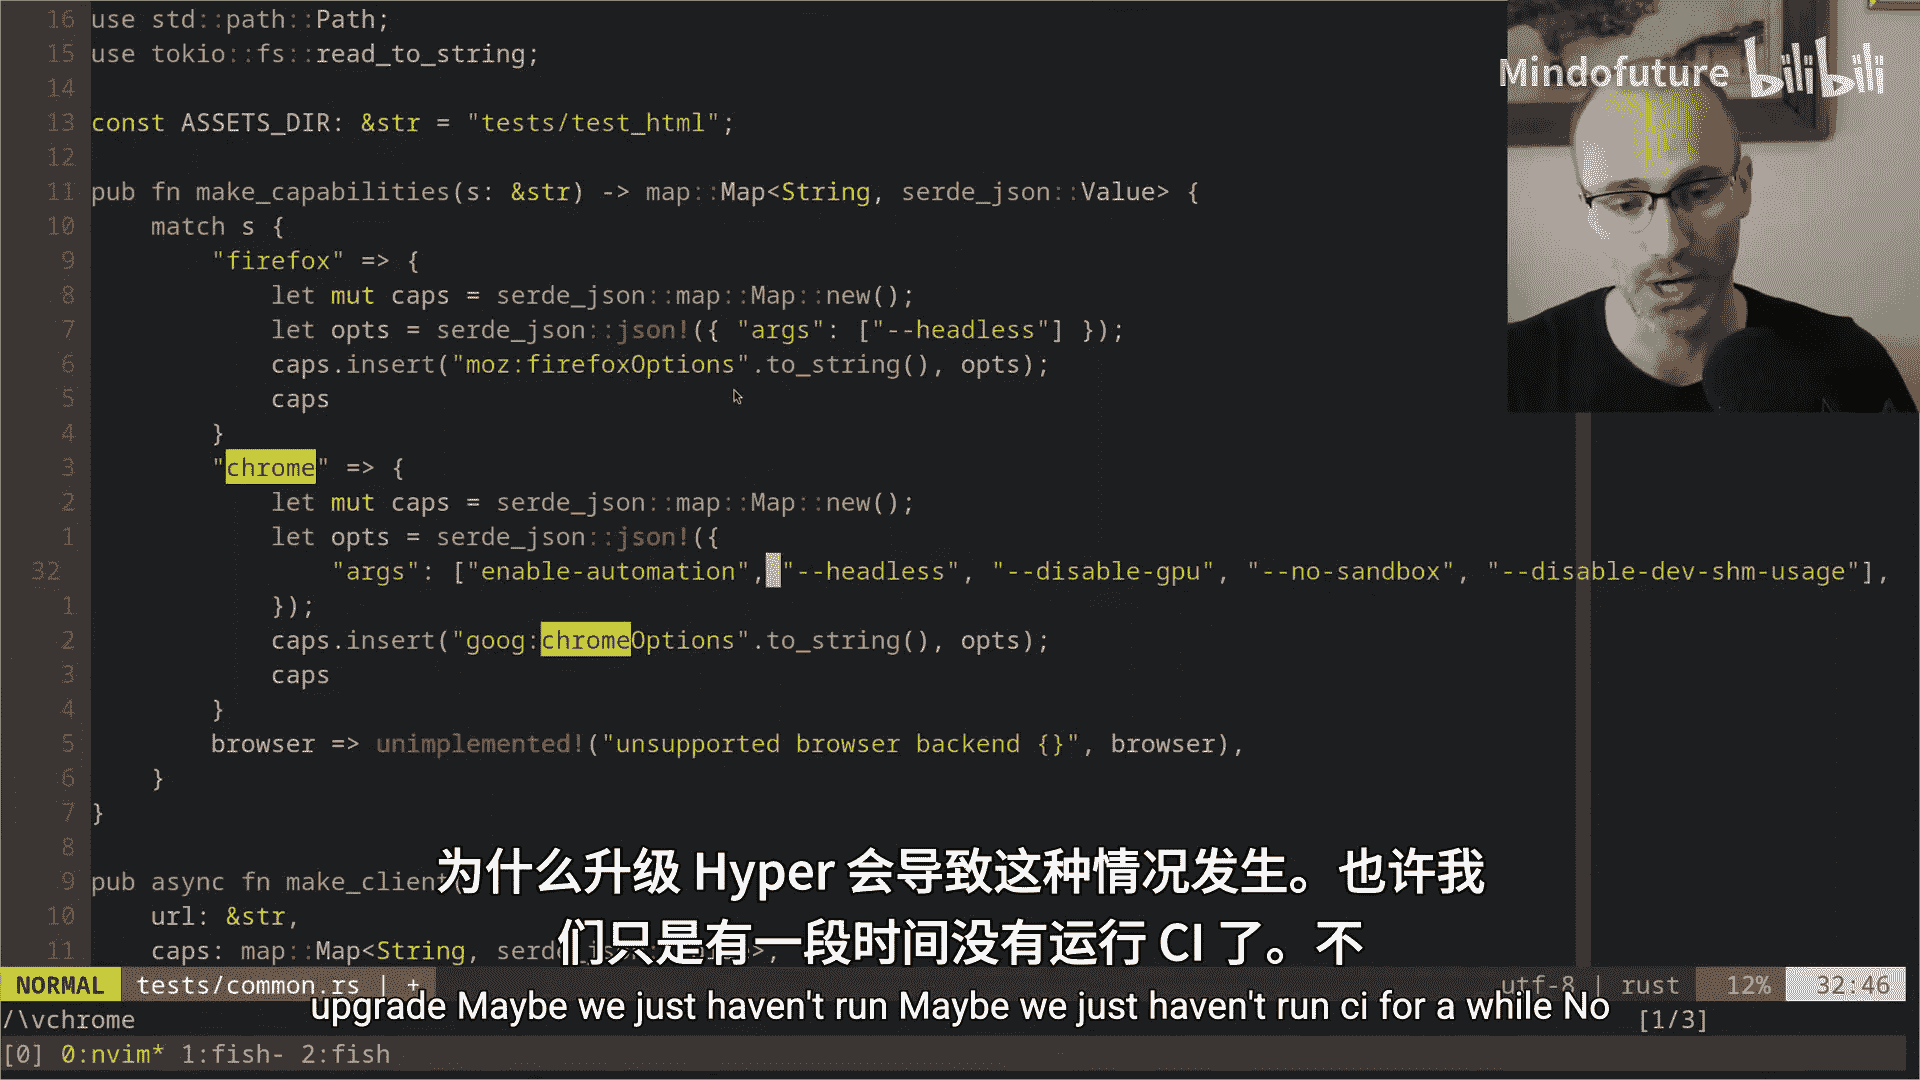 16 use std::path::Path;
15 use tokio::fs::read_to_string;
14
13 const ASSETS_DIR: &str = "tests/test_html";
12
11 pub fn make_capabilities(s: &str) -> map::Map<String, serde_json::Value> {
10     match s {
9         "firefox" => {
8             let mut caps = serde_json::map::Map::new();
7             let opts = serde_json::json!({ "args": ["--headless"] });
6             caps.insert("moz:firefoxOptions".to_string(), opts);
5             caps
4         }
3         "chrome" => {
2             let mut caps = serde_json::map::Map::new();
1             let opts = serde_json::json!({
32                 "args": ["enable-automation", "--headless", "--disable-gpu", "--no-sandbox", "--disable-dev-shm-usage"],
1             });
2             caps.insert("goog:chromeOptions".to_string(), opts);
3             caps
4         }
5         browser => unimplemented!("unsupported browser backend {}", browser),
6     }
7 }
8
9 pub async fn make_client(
10     url: &str,
11     caps: map::Map<String, serde_json
Mindofuture bilibili
为什么升级 Hyper 会导致这种情况发生。也许我
们只是有一段时间没有运行 CI 了。不
upgrade Maybe we just haven't run Maybe we just haven't run ci for a while No
NORMAL tests/common.rs | + utf-8 | rust 12% 32:46
/\vchrome [1/3]
[0] 0:nvim* 1:fish- 2:fish